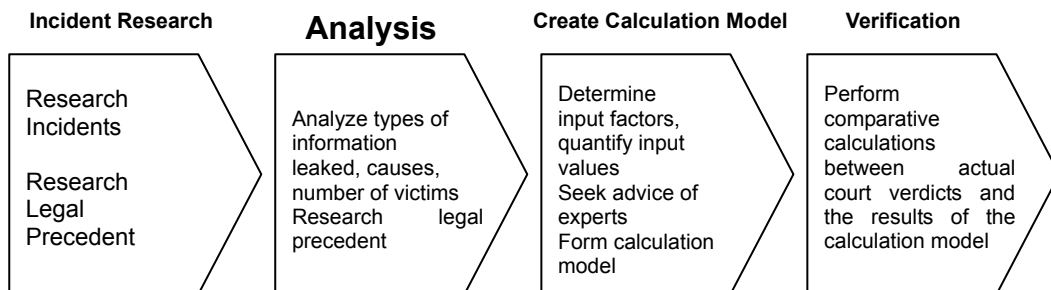 Incident Research
Research
Incidents
Research
Legal
Precedent
Analysis
Analyze types of
information
leaked, causes,
number of victims
Research legal
precedent
Create Calculation Model
Determine
input factors,
quantify input
values
Seek advice of
experts
Form calculation
model
Verification
Perform
comparative
calculations
between actual
court verdicts and
the results of the
calculation model